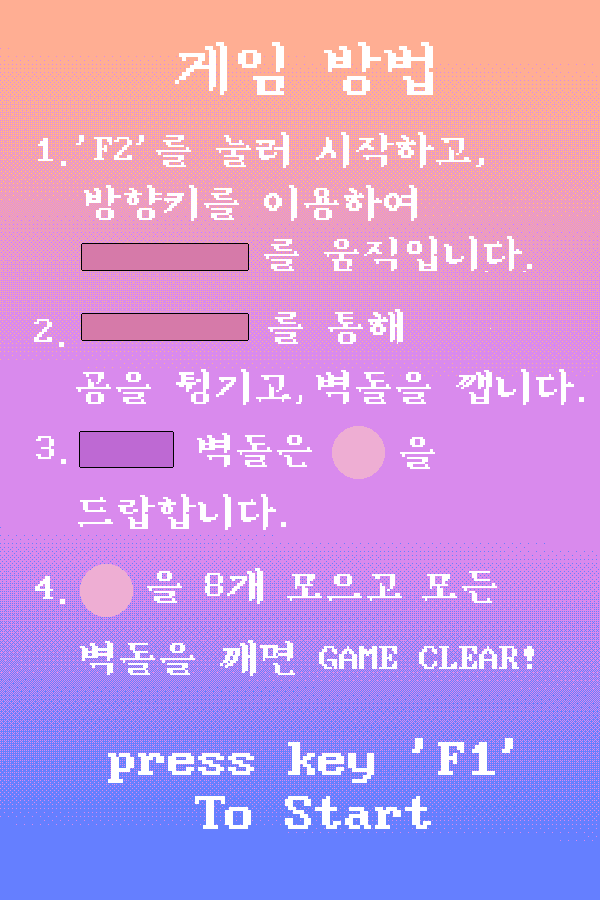 게임 방법
1.'F2'를 눌러 시작하고,
방향키를 이용하여
를 움직입니다.
2. 를 통해
공을 튕기고,벽돌을 깹니다.
3. 벽돌은 을
드랍합니다.
4. 을 8개 모으고 모든
벽돌을 깨면 GAME CLEAR!
press key 'F1'
To Start